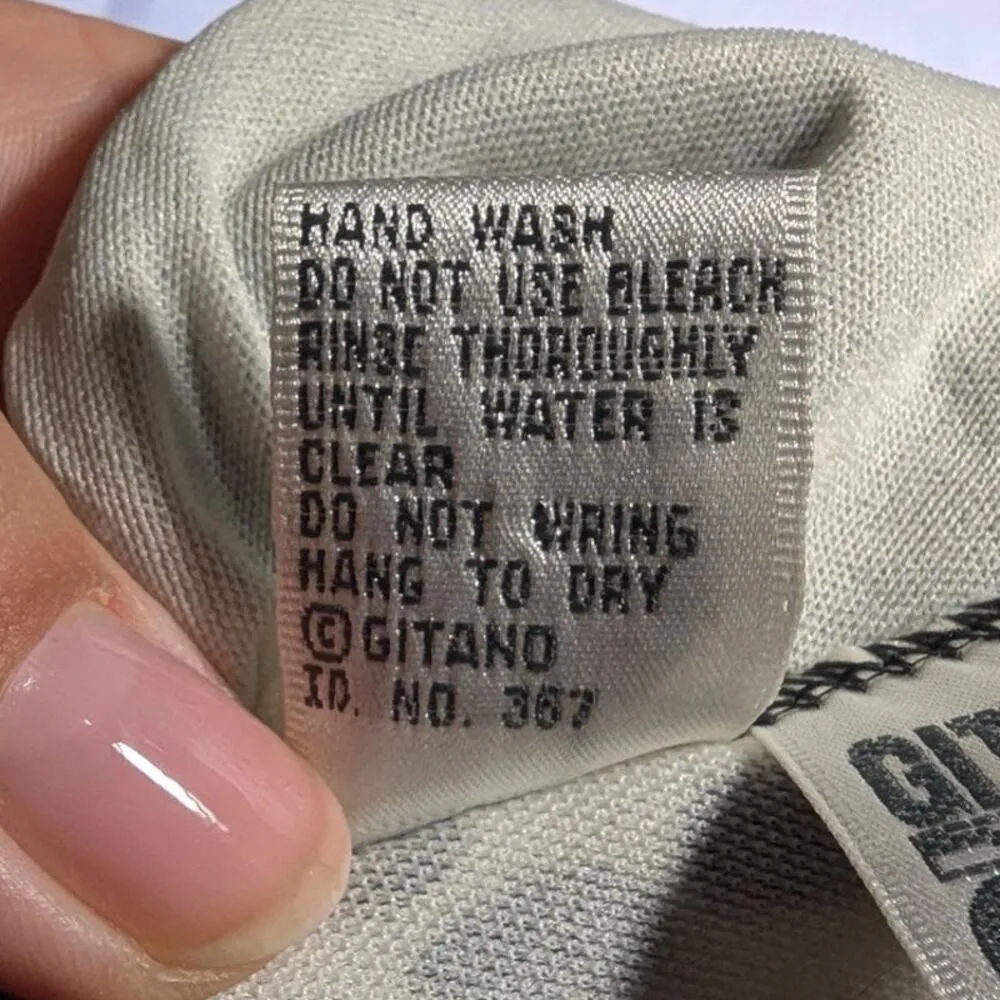 HAND WASH
DO NOT USE BLEACH
RINSE THOROUGHLY
UNTIL WATER IS
CLEAR
DO NOT WRING
HANG TO DRY
©GITANO
ID. NO. 367